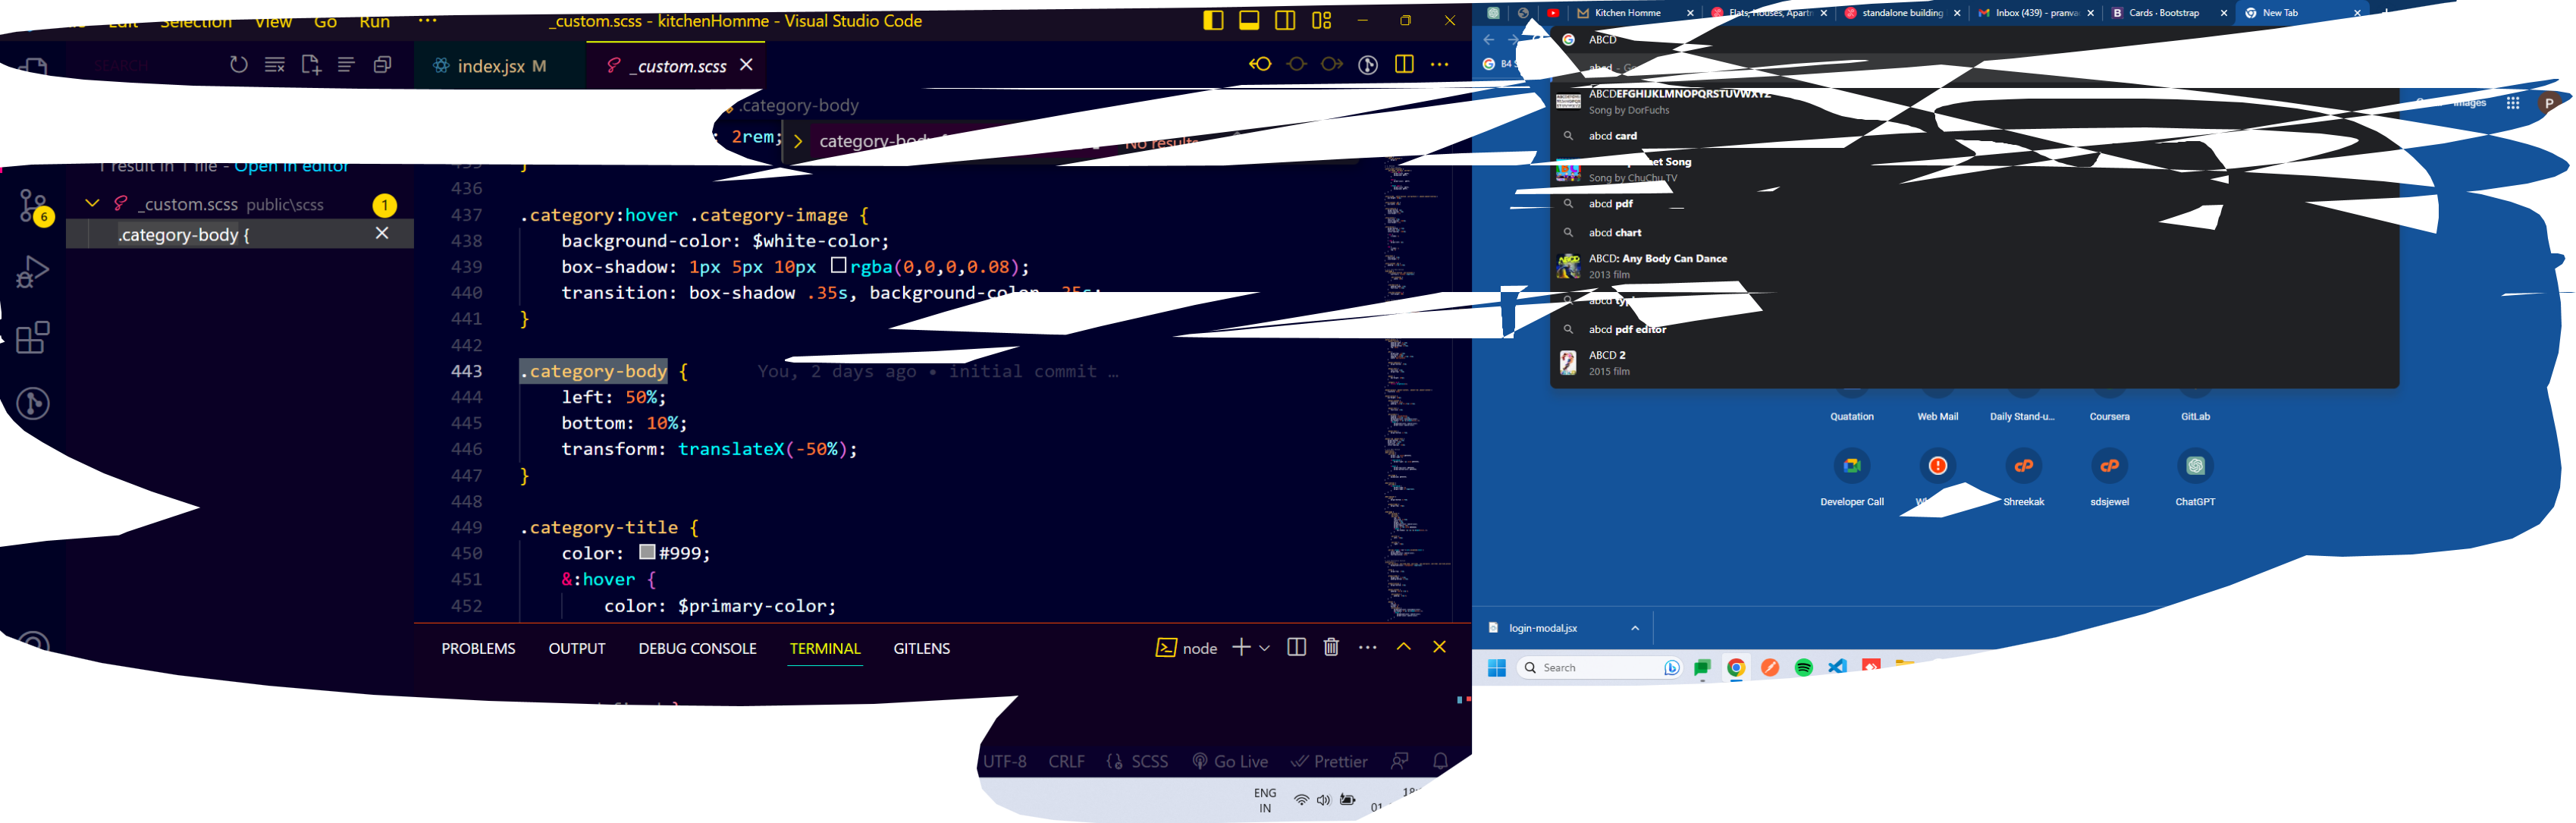 Selection View Go Run ···
_custom.scss - kitchenHomme - Visual Studio Code
index.jsx M
_custom.scss
.category-body
2rem;
No results
1 result in 1 file - Open in editor
_custom.scss public\scss 1
.category-body {
6
436
437 .category:hover .category-image {
438 background-color: $white-color;
439 box-shadow: 1px 5px 10px rgba(0,0,0,0.08);
440 transition: box-shadow .35s, background-color
441 }
442
443 .category-body { You, 2 days ago • initial commit …
444 left: 50%;
445 bottom: 10%;
446 transform: translateX(-50%);
447 }
448
449 .category-title {
450 color: #999;
451 &:hover {
452 color: $primary-color;
PROBLEMS OUTPUT DEBUG CONSOLE TERMINAL GITLENS
node
UTF-8 CRLF SCSS Go Live Prettier
ENG
IN
Kitchen Homme
Flats, Houses, Apartm
standalone building
Inbox (439) - pranva
Cards · Bootstrap
New Tab
ABCD
B4
abcd
ABCDEFGHIJKLMNOPQRSTUVWXYZ
Song by DorFuchs
Images
P
abcd card
Song
Song by ChuChu TV
abcd pdf
abcd chart
ABCD: Any Body Can Dance
2013 film
abcd
abcd pdf editor
ABCD 2
2015 film
Quatation Web Mail Daily Stand-u... Coursera GitLab
Developer Call Shreekak sdsjewel ChatGPT
login-modal.jsx
Search